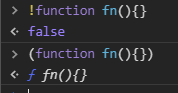 > !function fn(){}
< false
> (function fn(){})
< ƒ fn(){}